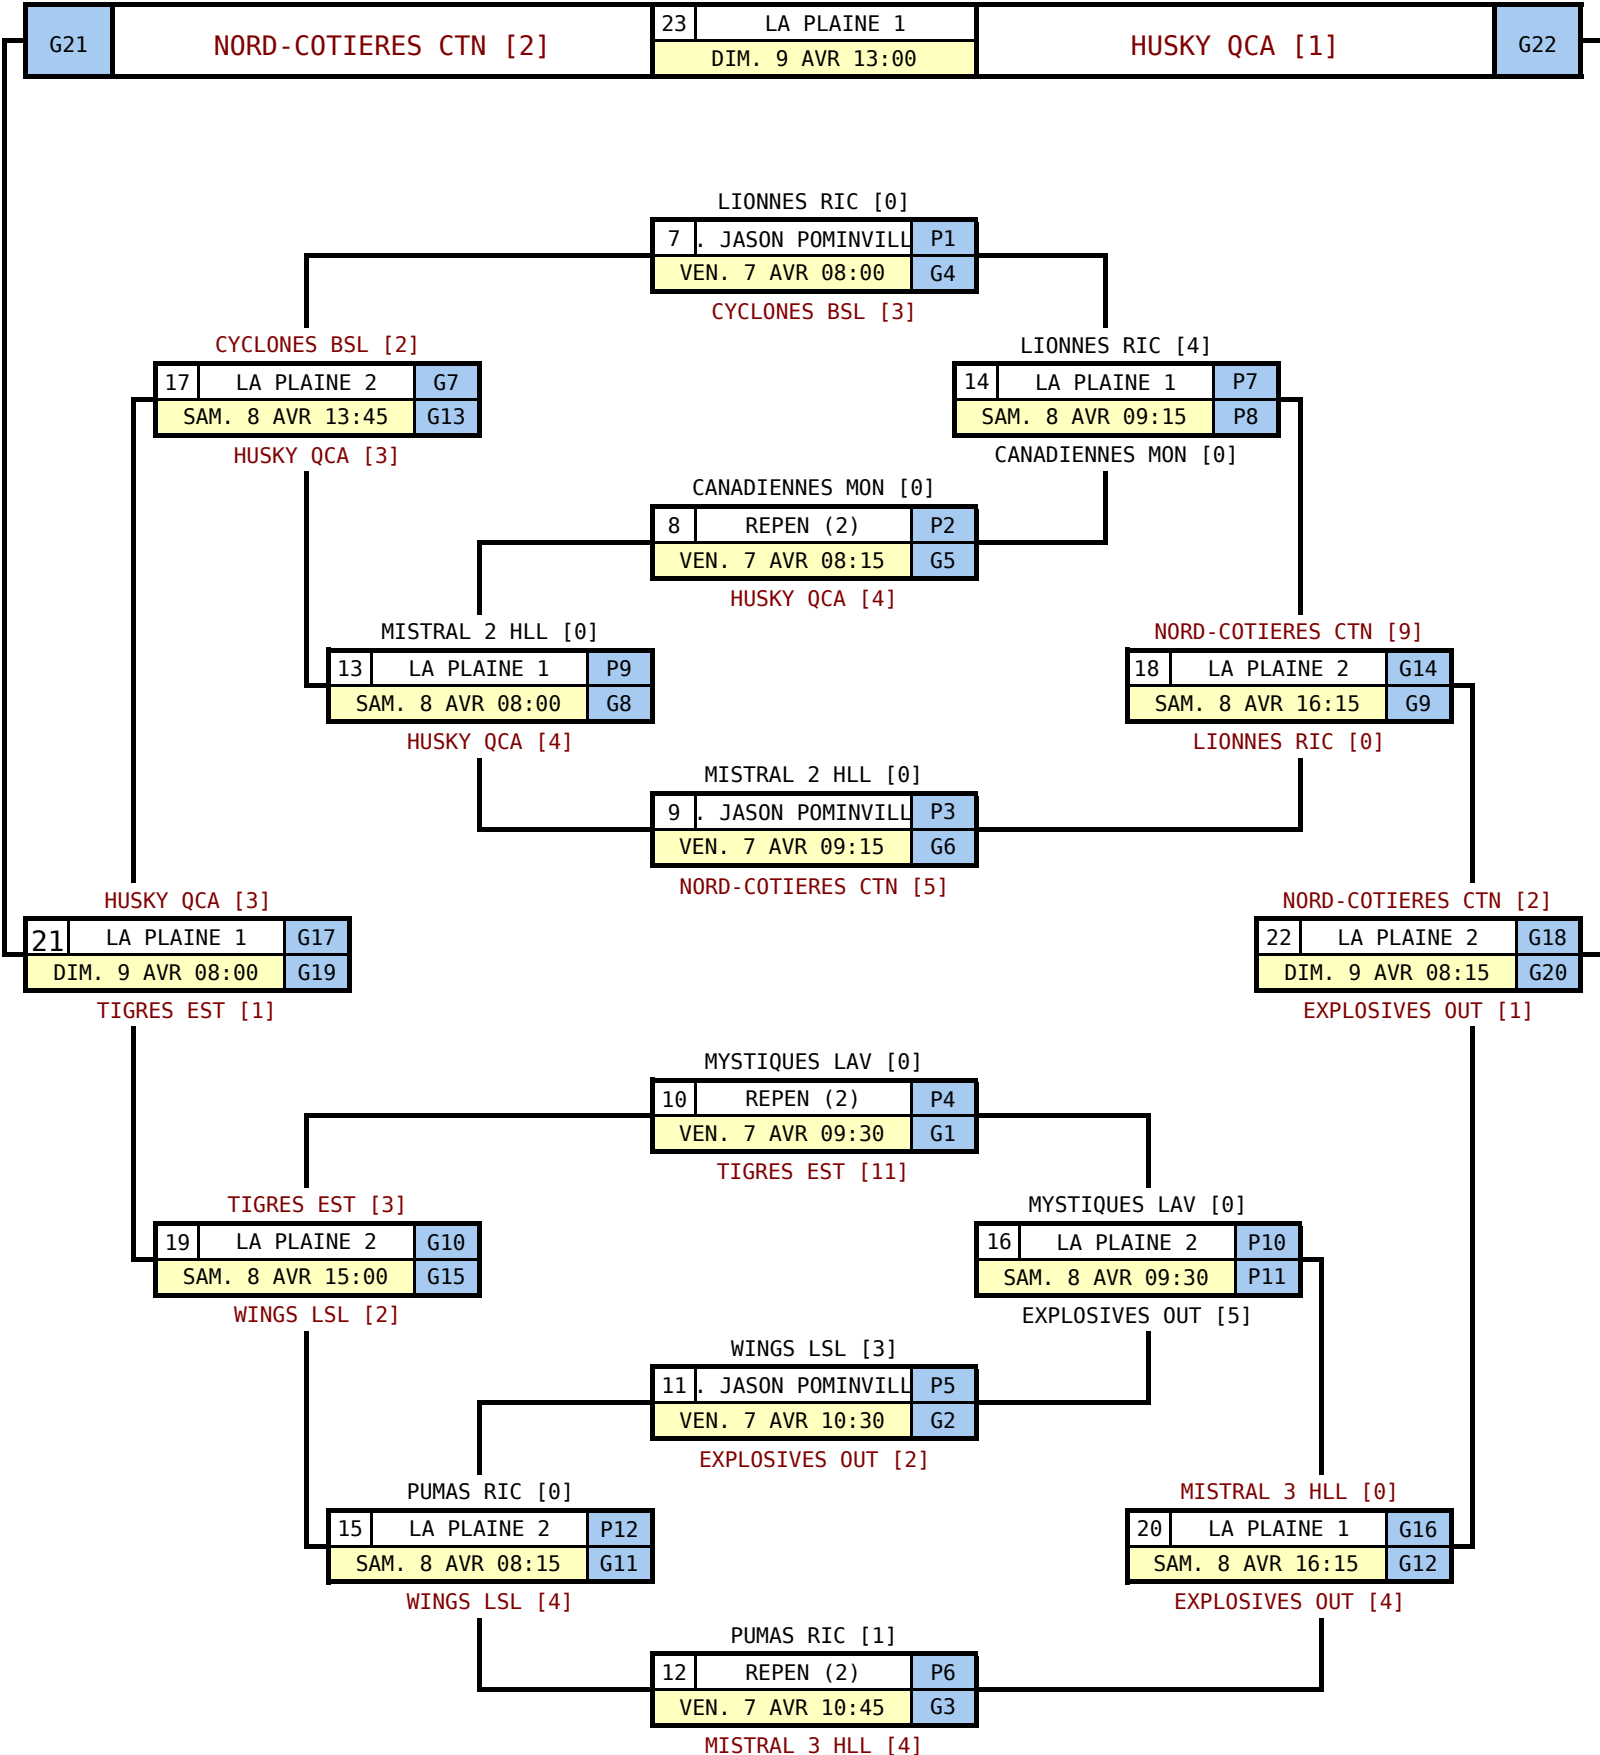 G21 NORD-COTIERES CTN [2] 23 LA PLAINE 1 HUSKY QCA [1] G22
DIM. 9 AVR 13:00
LIONNES RIC [0]
7 . JASON POMINVILL P1
VEN. 7 AVR 08:00 G4
CYCLONES BSL [3]
CYCLONES BSL [2]
17 LA PLAINE 2 G7
SAM. 8 AVR 13:45 G13
HUSKY QCA [3]
LIONNES RIC [4]
14 LA PLAINE 1 P7
SAM. 8 AVR 09:15 P8
CANADIENNES MON [0]
CANADIENNES MON [0]
8 REPEN (2) P2
VEN. 7 AVR 08:15 G5
HUSKY QCA [4]
MISTRAL 2 HLL [0]
13 LA PLAINE 1 P9
SAM. 8 AVR 08:00 G8
HUSKY QCA [4]
NORD-COTIERES CTN [9]
18 LA PLAINE 2 G14
SAM. 8 AVR 16:15 G9
LIONNES RIC [0]
MISTRAL 2 HLL [0]
9 . JASON POMINVILL P3
VEN. 7 AVR 09:15 G6
NORD-COTIERES CTN [5]
HUSKY QCA [3]
21 LA PLAINE 1 G17
DIM. 9 AVR 08:00 G19
TIGRES EST [1]
NORD-COTIERES CTN [2]
22 LA PLAINE 2 G18
DIM. 9 AVR 08:15 G20
EXPLOSIVES OUT [1]
MYSTIQUES LAV [0]
10 REPEN (2) P4
VEN. 7 AVR 09:30 G1
TIGRES EST [11]
TIGRES EST [3]
19 LA PLAINE 2 G10
SAM. 8 AVR 15:00 G15
WINGS LSL [2]
MYSTIQUES LAV [0]
16 LA PLAINE 2 P10
SAM. 8 AVR 09:30 P11
EXPLOSIVES OUT [5]
WINGS LSL [3]
11 . JASON POMINVILL P5
VEN. 7 AVR 10:30 G2
EXPLOSIVES OUT [2]
PUMAS RIC [0]
15 LA PLAINE 2 P12
SAM. 8 AVR 08:15 G11
WINGS LSL [4]
MISTRAL 3 HLL [0]
20 LA PLAINE 1 G16
SAM. 8 AVR 16:15 G12
EXPLOSIVES OUT [4]
PUMAS RIC [1]
12 REPEN (2) P6
VEN. 7 AVR 10:45 G3
MISTRAL 3 HLL [4]